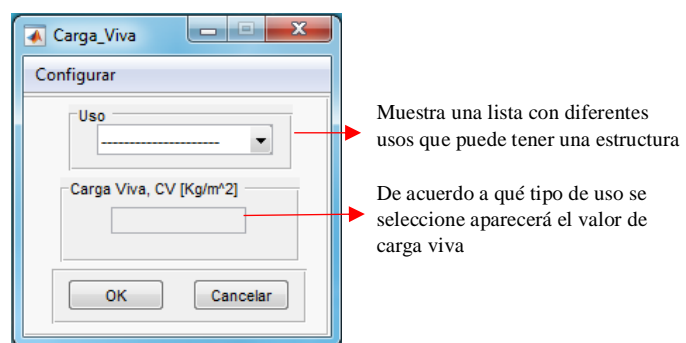 Carga_Viva
Configurar
Uso
---------------------
Muestra una lista con diferentes
usos que puede tener una estructura
Carga Viva, CV [Kg/m^2]
De acuerdo a qué tipo de uso se
seleccione aparecerá el valor de
carga viva
OK
Cancelar